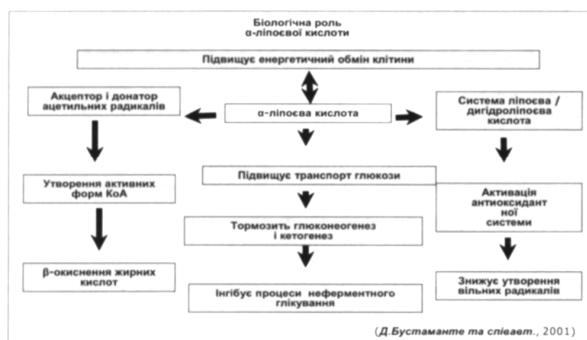 Біологічна роль
α-ліпоєвої кислоти
Підвищує енергетичний обмін клітини
Акцептор і донатор
ацетильних радикалів
α-ліпоєва кислота
Система ліпоєва /
дигідроліпоєва
кислота
Підвищує транспорт глюкози
Утворення активних
форм КоА
Активація
антиоксидант
ної
системи
Тормозить глюконеогенез
і кетогенез
β-окиснення жирних
кислот
Інгібує процеси неферментного
глікування
Знижує утворення
вільних радикалів
(Д.Бустаманте та співавт., 2001)